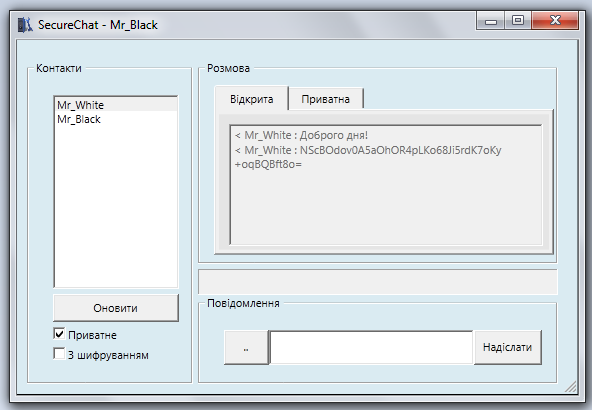 SecureChat - Mr_Black
Контакти
Mr_White
Mr_Black
Оновити
Приватне
З шифруванням
Розмова
Відкрита
Приватна
< Mr_White : Доброго дня!
< Mr_White : NScBOdov0A5aOhOR4pLKo68Ji5rdK7oKy
+oqBQBft8o=
Повідомлення
..
Надіслати